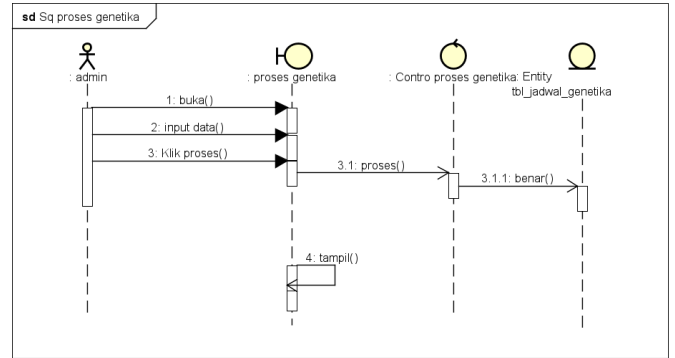 sd Sq proses genetika
: admin
: proses genetika
: Contro proses genetika
: Entity
tbl_jadwal_genetika
1: buka()
2: input data()
3: Klik proses()
3.1: proses()
3.1.1: benar()
4: tampil()